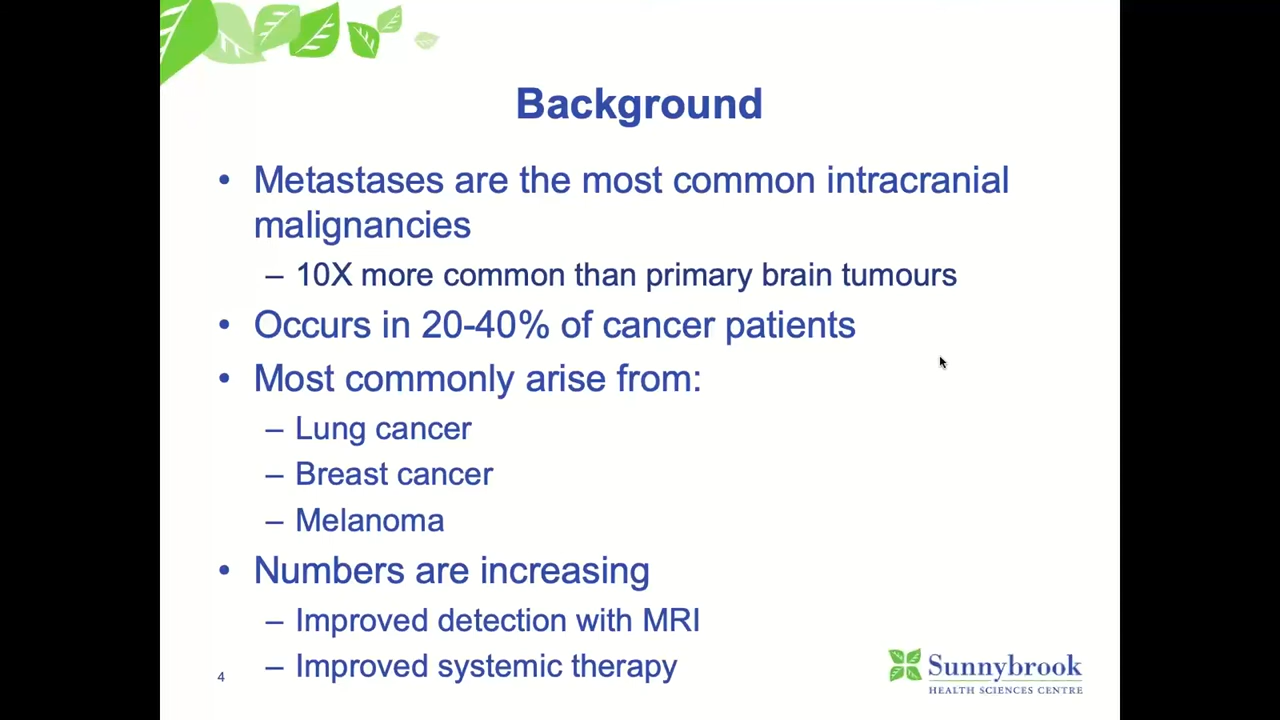 Background
• Metastases are the most common intracranial
malignancies
– 10X more common than primary brain tumours
• Occurs in 20-40% of cancer patients
• Most commonly arise from:
– Lung cancer
– Breast cancer
– Melanoma
• Numbers are increasing
– Improved detection with MRI
– Improved systemic therapy
4
Sunnybrook
HEALTH SCIENCES CENTRE